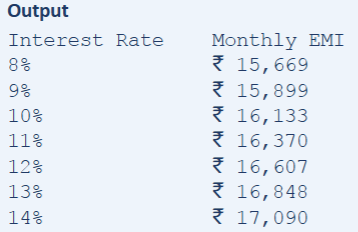 Output
Interest Rate Monthly EMI
8% ₹ 15,669
9% ₹ 15,899
10% ₹ 16,133
11% ₹ 16,370
12% ₹ 16,607
13% ₹ 16,848
14% ₹ 17,090